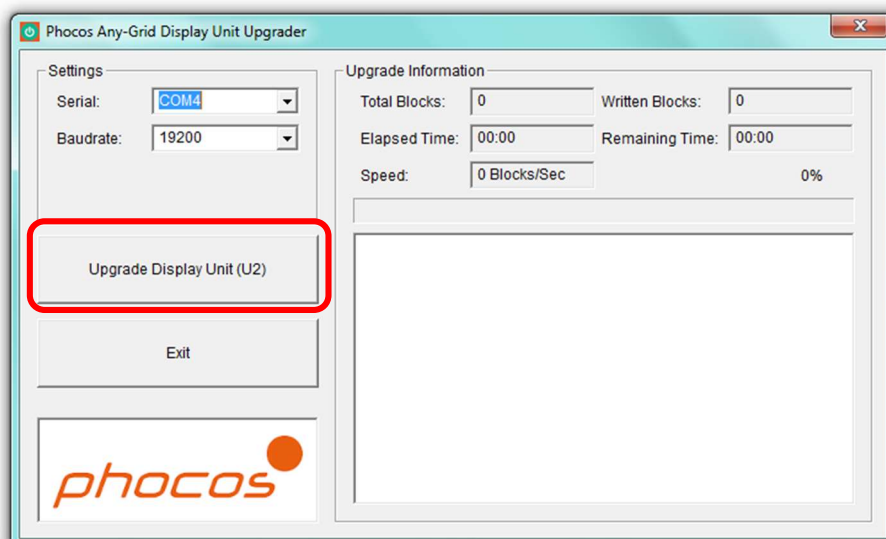 Phocos Any-Grid Display Unit Upgrader
Settings
Serial: COM4
Baudrate: 19200
Upgrade Display Unit (U2)
Exit
phocos
Upgrade Information
Total Blocks: 0 Written Blocks: 0
Elapsed Time: 00:00 Remaining Time: 00:00
Speed: 0 Blocks/Sec 0%